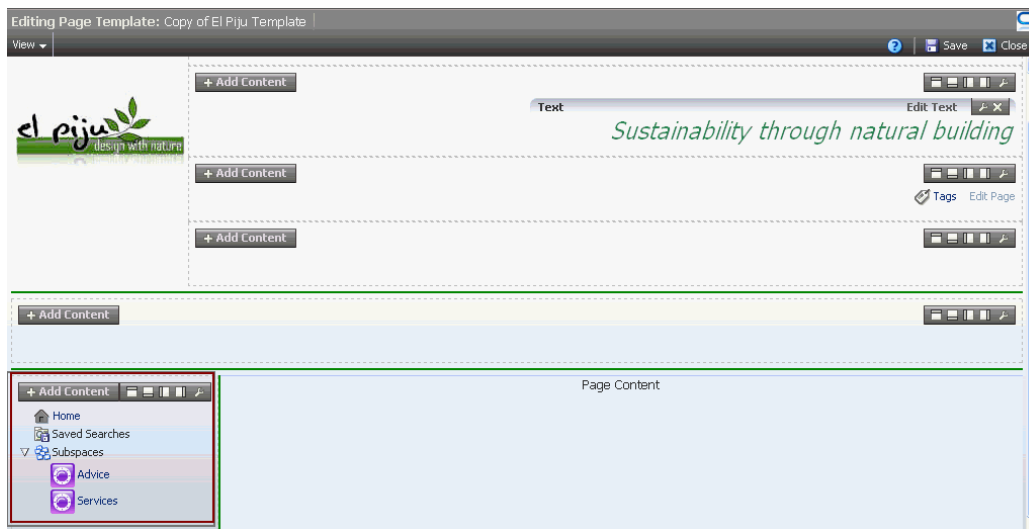 Editing Page Template: Copy of El Piju Template
View
Save Close
+ Add Content
Text Edit Text
el piju
design with nature
Sustainability through natural building
+ Add Content
Tags Edit Page
+ Add Content
+ Add Content
+ Add Content
Page Content
Home
Saved Searches
Subspaces
Advice
Services